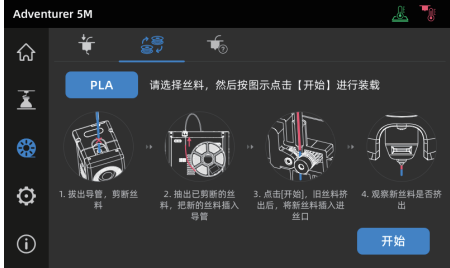 Adventurer 5M
PLA
请选择丝料，然后按图示点击【开始】进行装载
1. 拔出导管，剪断丝
料
2. 抽出已剪断的丝
料，把新的丝料插入
导管
3. 点击[开始]，旧丝料挤
出后，将新丝料插入进
丝口
4. 观察新丝料是否挤
出
开始